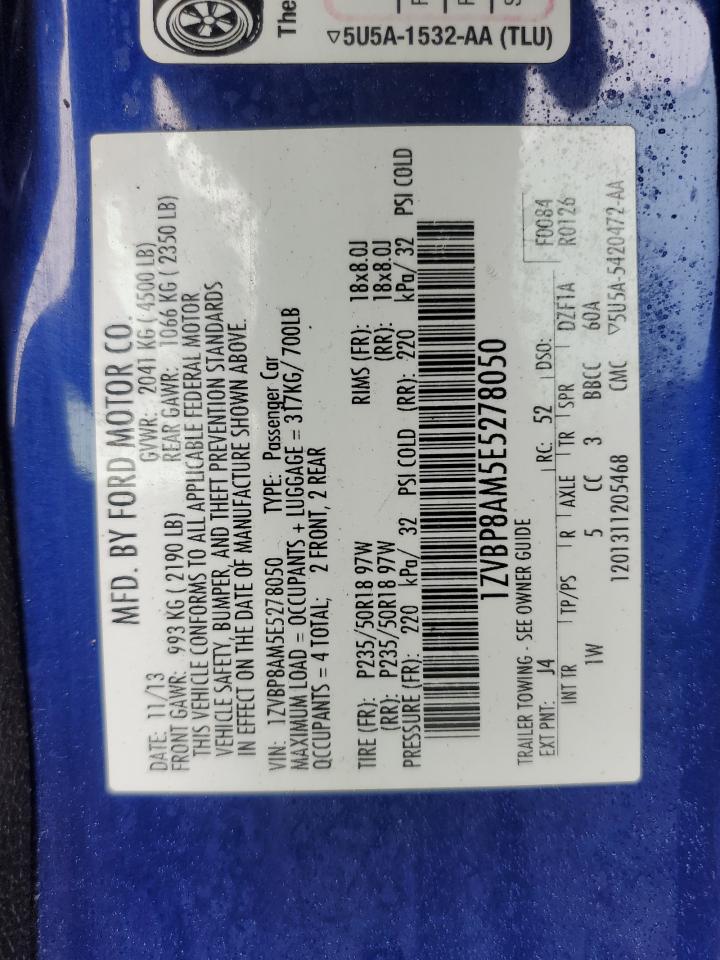 The
▽5U5A-1532-AA (TLU)
MFD. BY FORD MOTOR CO.
DATE: 11/13 GVWR: 2041 KG ( 4500 LB)
FRONT GAWR: 993 KG ( 2190 LB) REAR GAWR: 1066 KG ( 2350 LB)
THIS VEHICLE CONFORMS TO ALL APPLICABLE FEDERAL MOTOR
VEHICLE SAFETY, BUMPER, AND THEFT PREVENTION STANDARDS
IN EFFECT ON THE DATE OF MANUFACTURE SHOWN ABOVE.
VIN: 1ZVBP8AM5E5278050 TYPE: Passenger Car
MAXIMUM LOAD = OCCUPANTS + LUGGAGE = 317KG/ 700LB
OCCUPANTS = 4 TOTAL; 2 FRONT, 2 REAR
TIRE (FR): P235/50R18 97W RIMS (FR): 18x8.0J
(RR): P235/50R18 97W (RR): 18x8.0J
PRESSURE (FR): 220 kPa/ 32 PSI COLD (RR): 220 kPa/ 32 PSI COLD
1ZVBP8AM5E5278050
TRAILER TOWING - SEE OWNER GUIDE
EXT PNT: J4 RC: 52 DSO: F0084
INT TR TP/PS R AXLE TR SPR DZF1A R0126
1W 5 CC 3 BBCC 60A
1201311205468 CMC ▽5U5A-5420472-AA